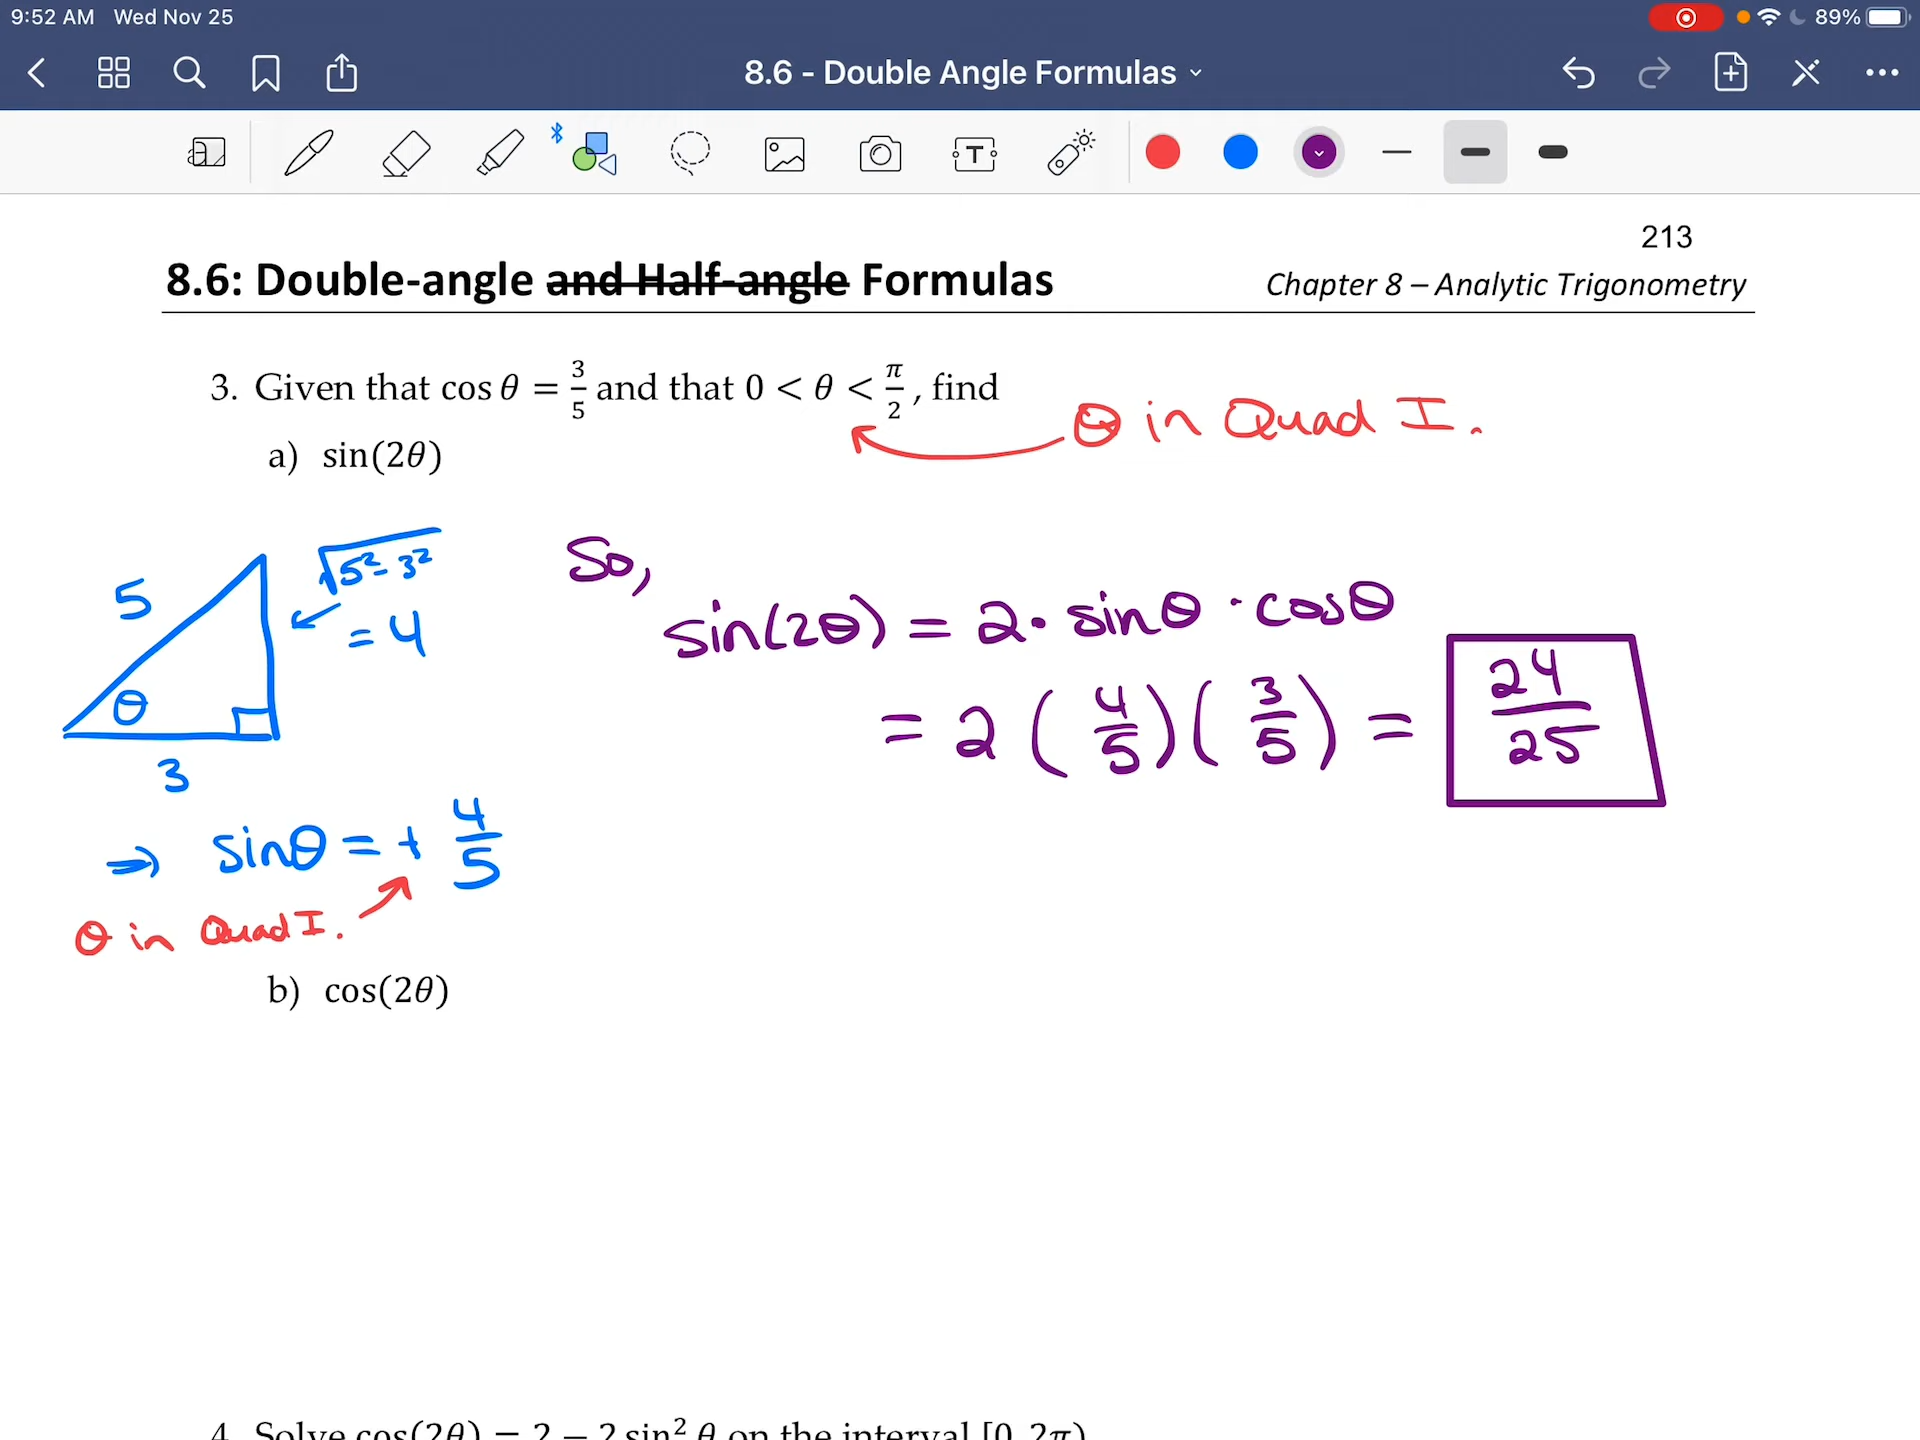 9:52 AM Wed Nov 25
89%
8.6 - Double Angle Formulas
213
8.6: Double-angle and Half-angle Formulas
Chapter 8 – Analytic Trigonometry
3. Given that cos θ = 3/5 and that 0 < θ < π/2, find
θ in Quad I.
a) sin(2θ)
√5²-3²
5
= 4
θ
3
So,
sin(2θ) = 2 · sinθ · cosθ
= 2 (4/5)(3/5) = 24/25
⇒ sinθ = + 4/5
θ in Quad I.
b) cos(2θ)
4. Solve cos(2θ) = 2 − 2 sin² θ on the interval [0, 2π)